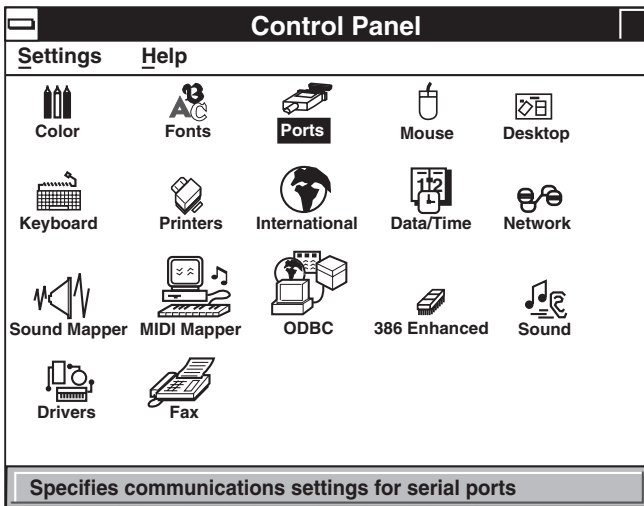 Control Panel
Settings Help
Color Fonts Ports Mouse Desktop
Keyboard Printers International Data/Time Network
Sound Mapper MIDI Mapper ODBC 386 Enhanced Sound
Drivers Fax
Specifies communications settings for serial ports